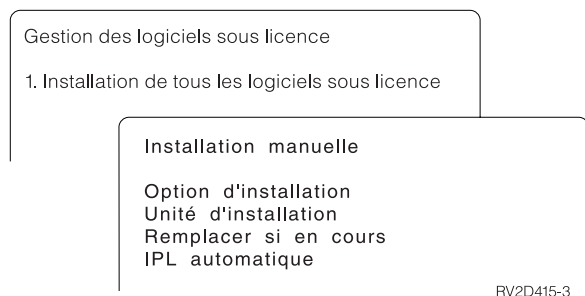 Gestion des logiciels sous licence
1. Installation de tous les logiciels sous licence
Installation manuelle
Option d'installation
Unité d'installation
Remplacer si en cours
IPL automatique
RV2D415-3